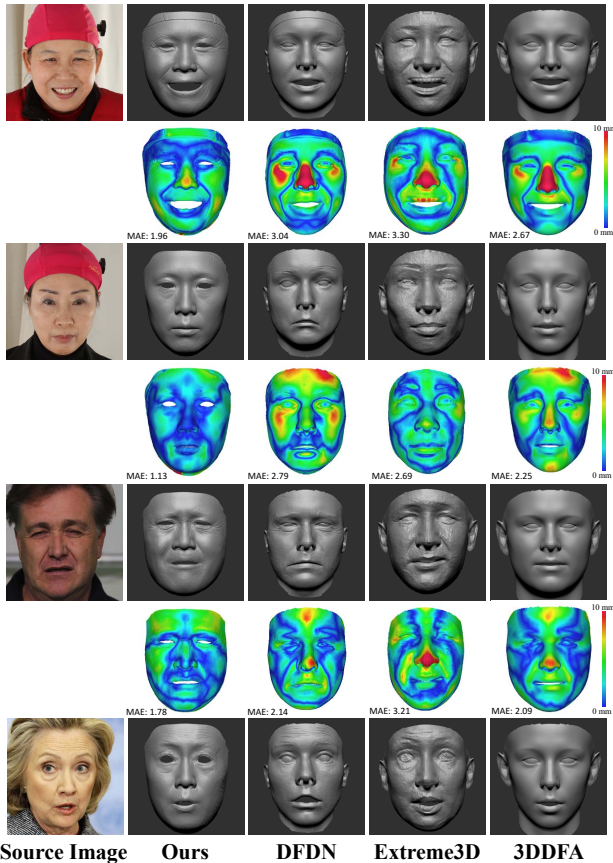 10 mm
MAE: 1.96 MAE: 3.04 MAE: 3.30 MAE: 2.67 0 mm
10 mm
MAE: 1.13 MAE: 2.79 MAE: 2.69 MAE: 2.25 0 mm
10 mm
MAE: 1.78 MAE: 2.14 MAE: 3.21 MAE: 2.09 0 mm
Source Image Ours DFDN Extreme3D 3DDFA